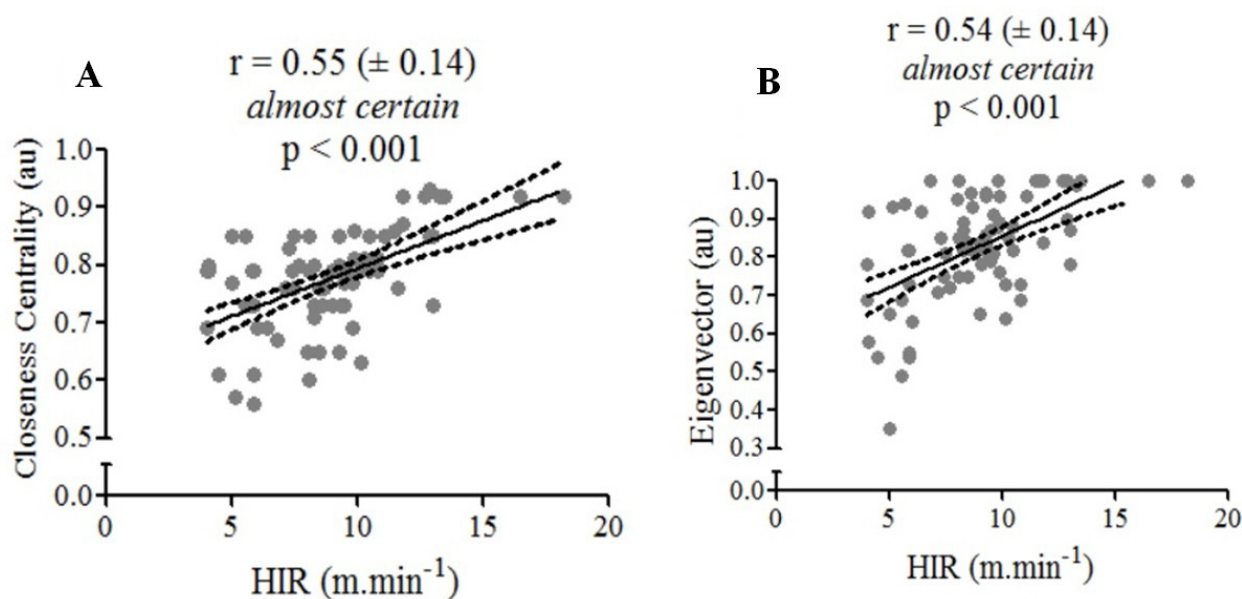 A
r = 0.55 (± 0.14)
almost certain
p < 0.001
Closeness Centrality (au)
1.0
0.9
0.8
0.7
0.6
0.5
0.0
0 5 10 15 20
HIR (m.min⁻¹)
B
r = 0.54 (± 0.14)
almost certain
p < 0.001
Eigenvector (au)
1.0
0.9
0.8
0.7
0.6
0.5
0.4
0.3
0.0
0 5 10 15 20
HIR (m.min⁻¹)